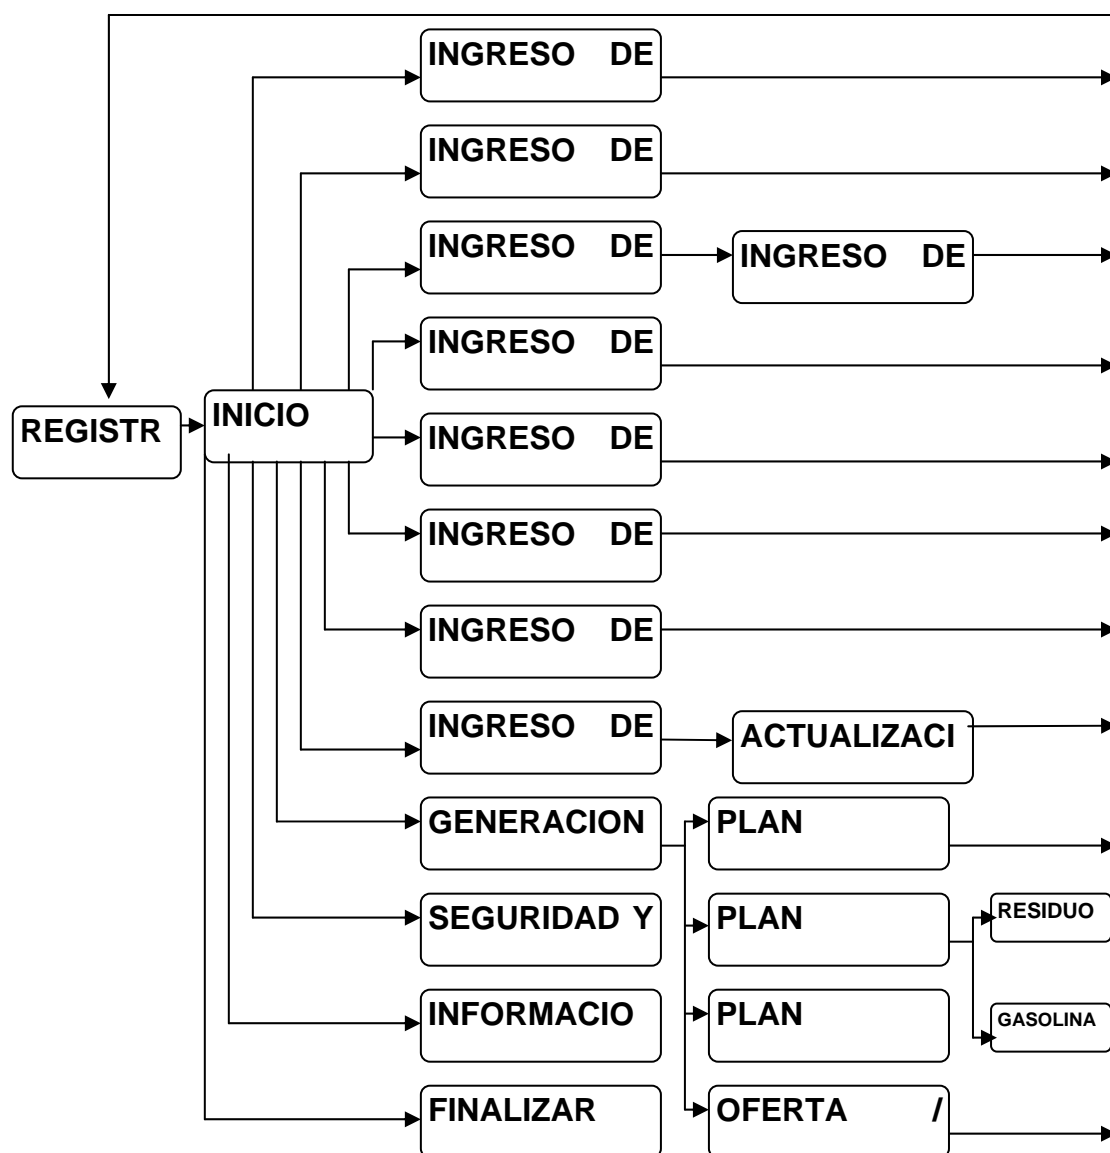 INGRESO DE
INGRESO DE
INGRESO DE
INGRESO DE
INGRESO DE
REGISTR
INICIO
INGRESO DE
INGRESO DE
INGRESO DE
INGRESO DE
ACTUALIZACI
GENERACION
PLAN
SEGURIDAD Y
PLAN
RESIDUO
INFORMACIO
PLAN
GASOLINA
FINALIZAR
OFERTA /